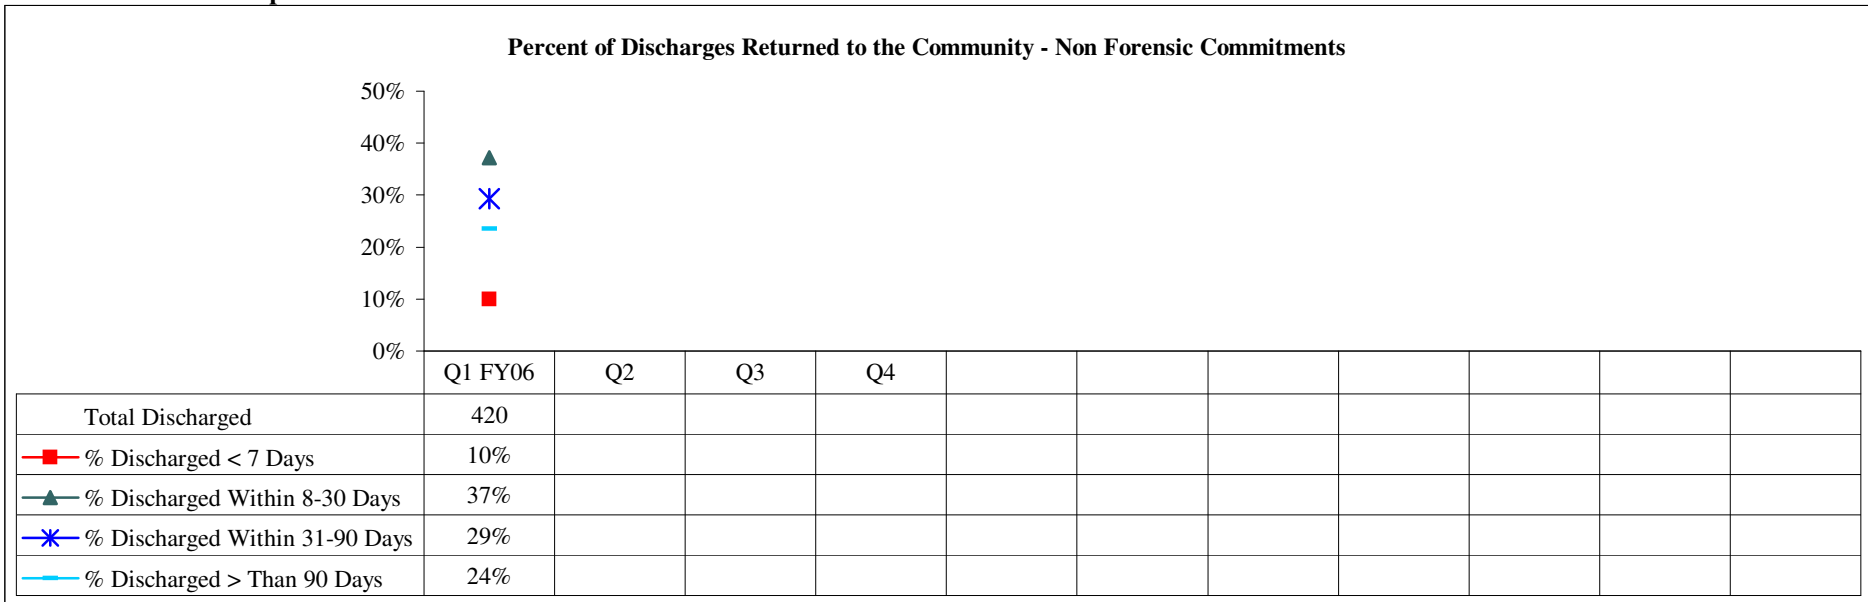 Percent of Discharges Returned to the Community - Non Forensic Commitments
50%
40%
30%
20%
10%
0%
Q1 FY06 Q2 Q3 Q4
Total Discharged 420
% Discharged < 7 Days 10%
% Discharged Within 8-30 Days 37%
% Discharged Within 31-90 Days 29%
% Discharged > Than 90 Days 24%